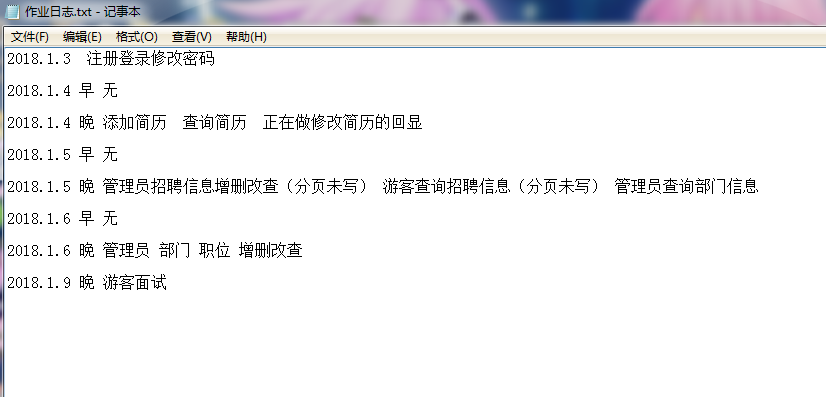 作业日志.txt - 记事本
文件(F) 编辑(E) 格式(O) 查看(V) 帮助(H)
2018.1.3  注册登录修改密码
2018.1.4 早 无
2018.1.4 晚 添加简历  查询简历  正在做修改简历的回显
2018.1.5 早 无
2018.1.5 晚 管理员招聘信息增删改查（分页未写） 游客查询招聘信息（分页未写） 管理员查询部门信息
2018.1.6 早 无
2018.1.6 晚 管理员 部门 职位 增删改查
2018.1.9 晚 游客面试